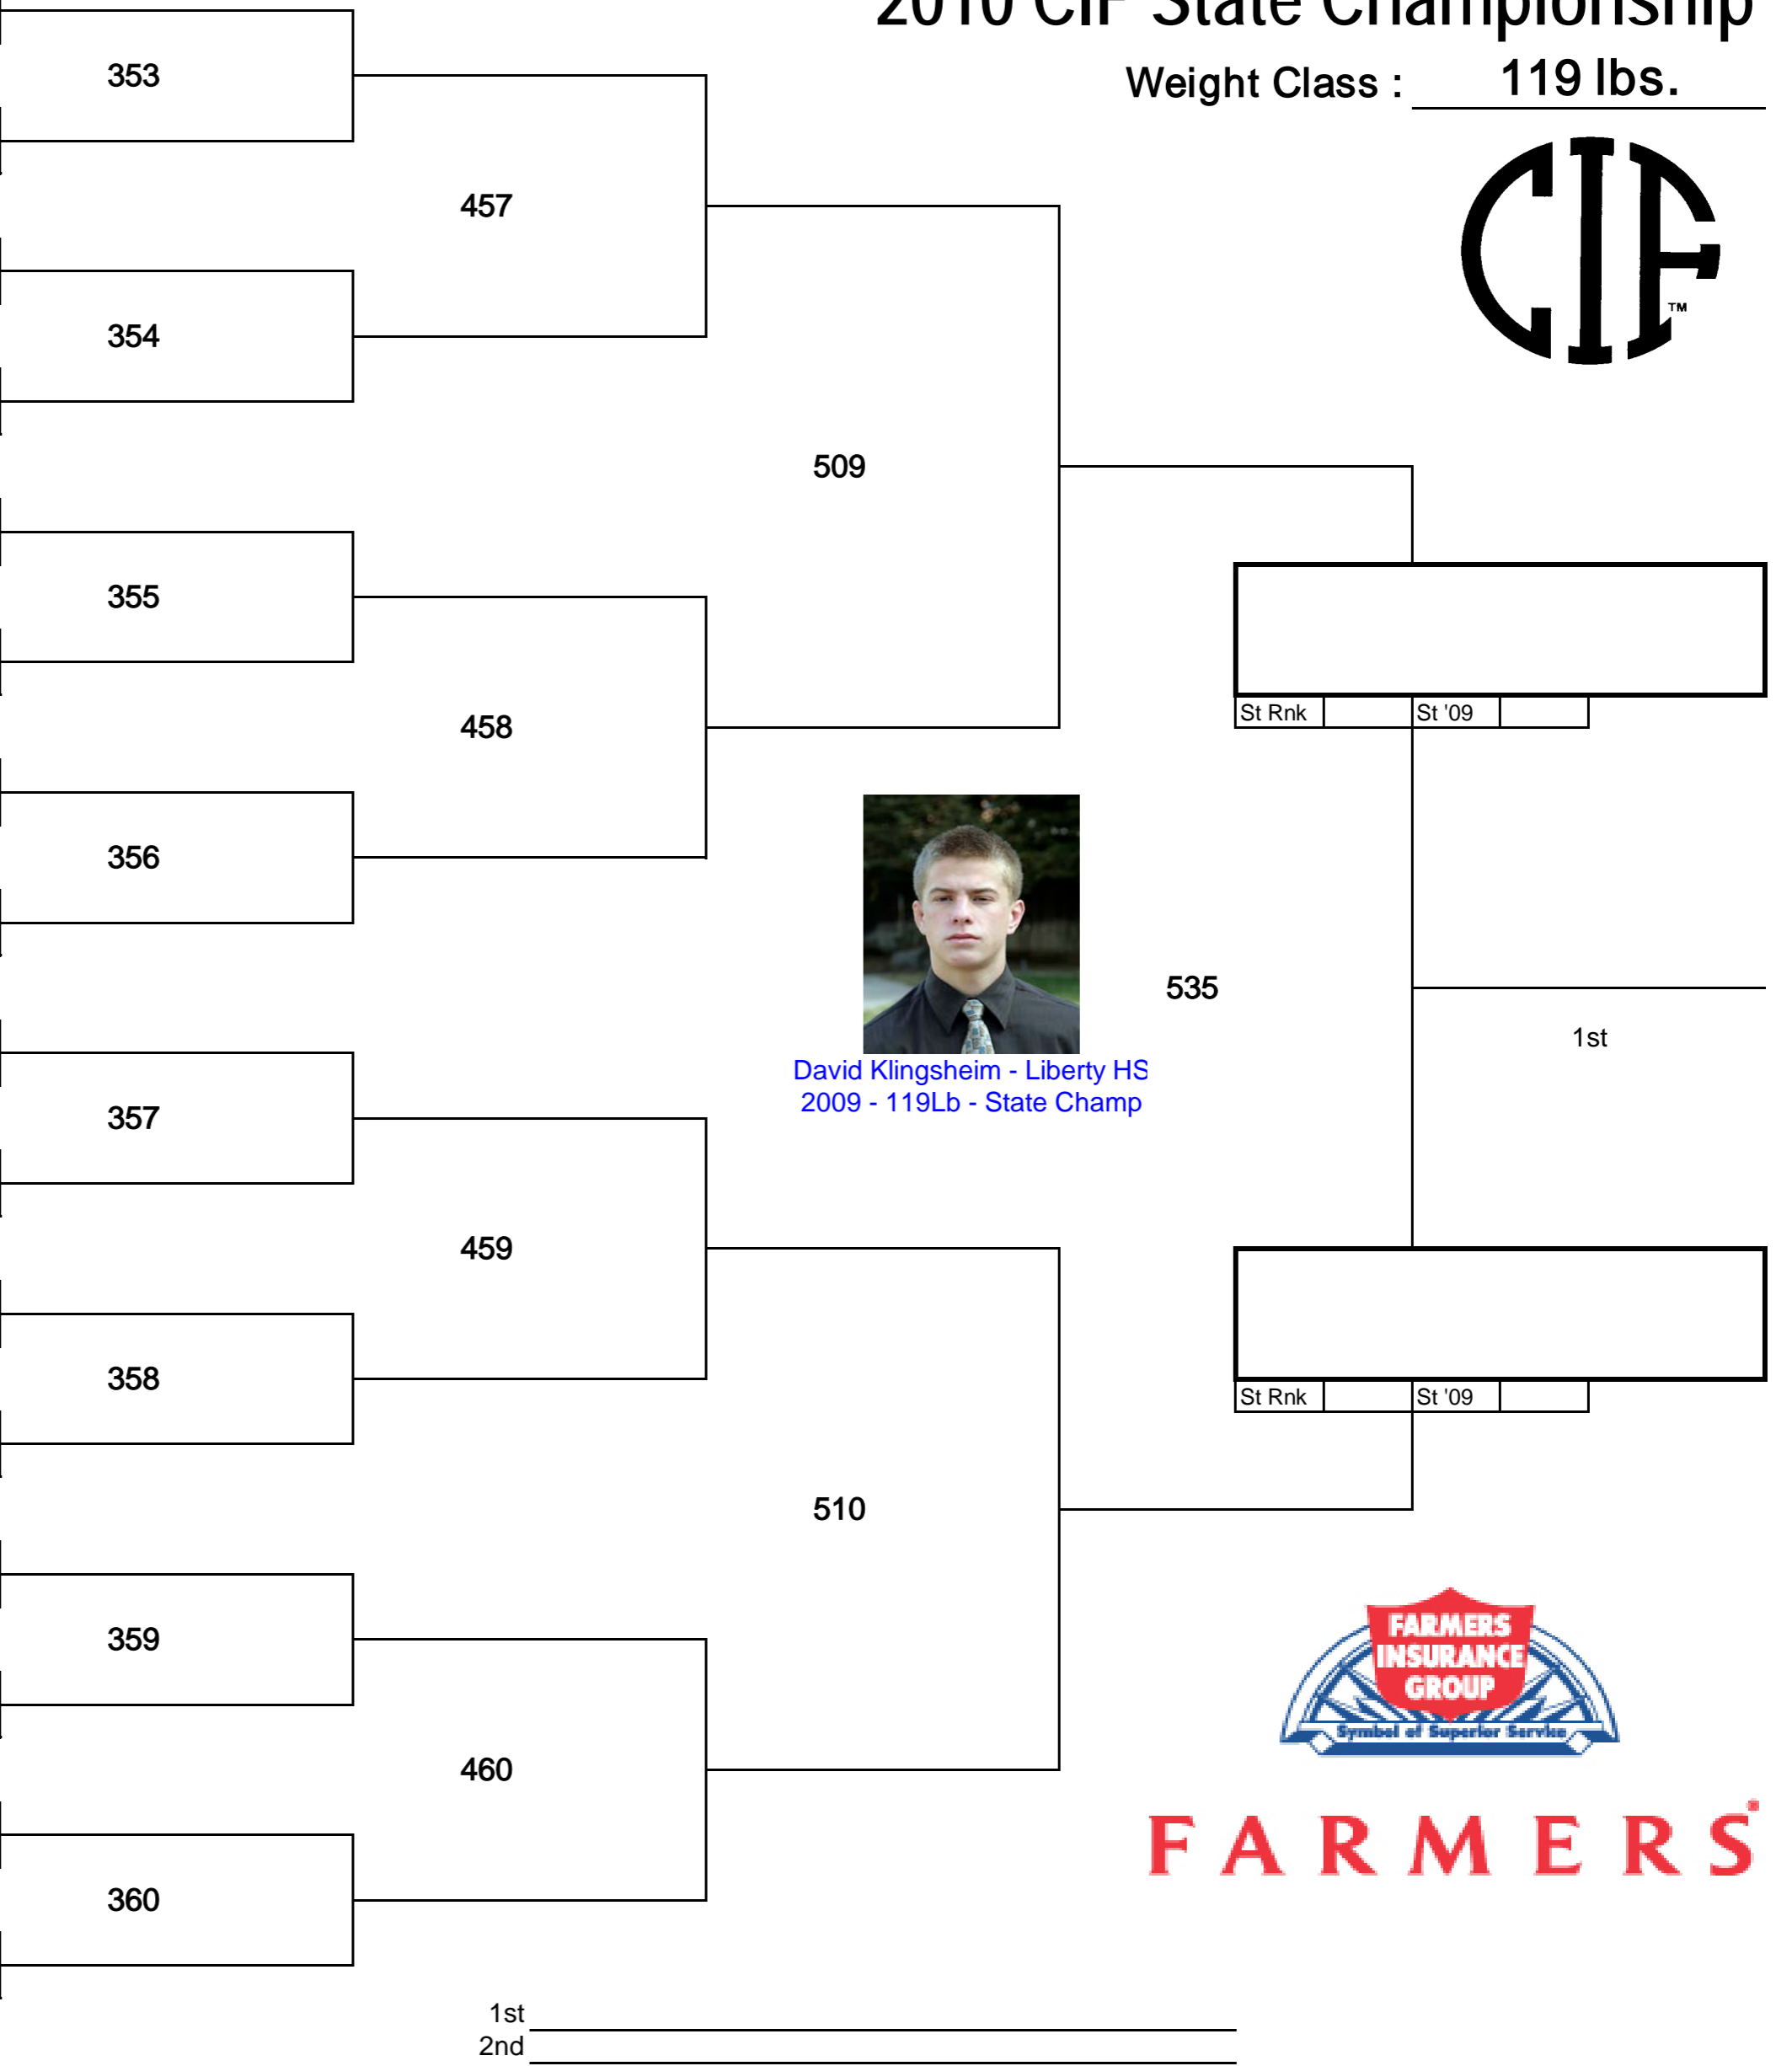 2010 CIF State Championship
Weight Class : 119 lbs.
CIF
TM
353
457
354
509
355
St Rnk St '09
458
356
535
1st
David Klingsheim - Liberty HS
2009 - 119Lb - State Champ
357
459
358
St Rnk St '09
510
359
FARMERS
INSURANCE
GROUP
Symbol of Superior Service
460
FARMERS
360
1st
2nd